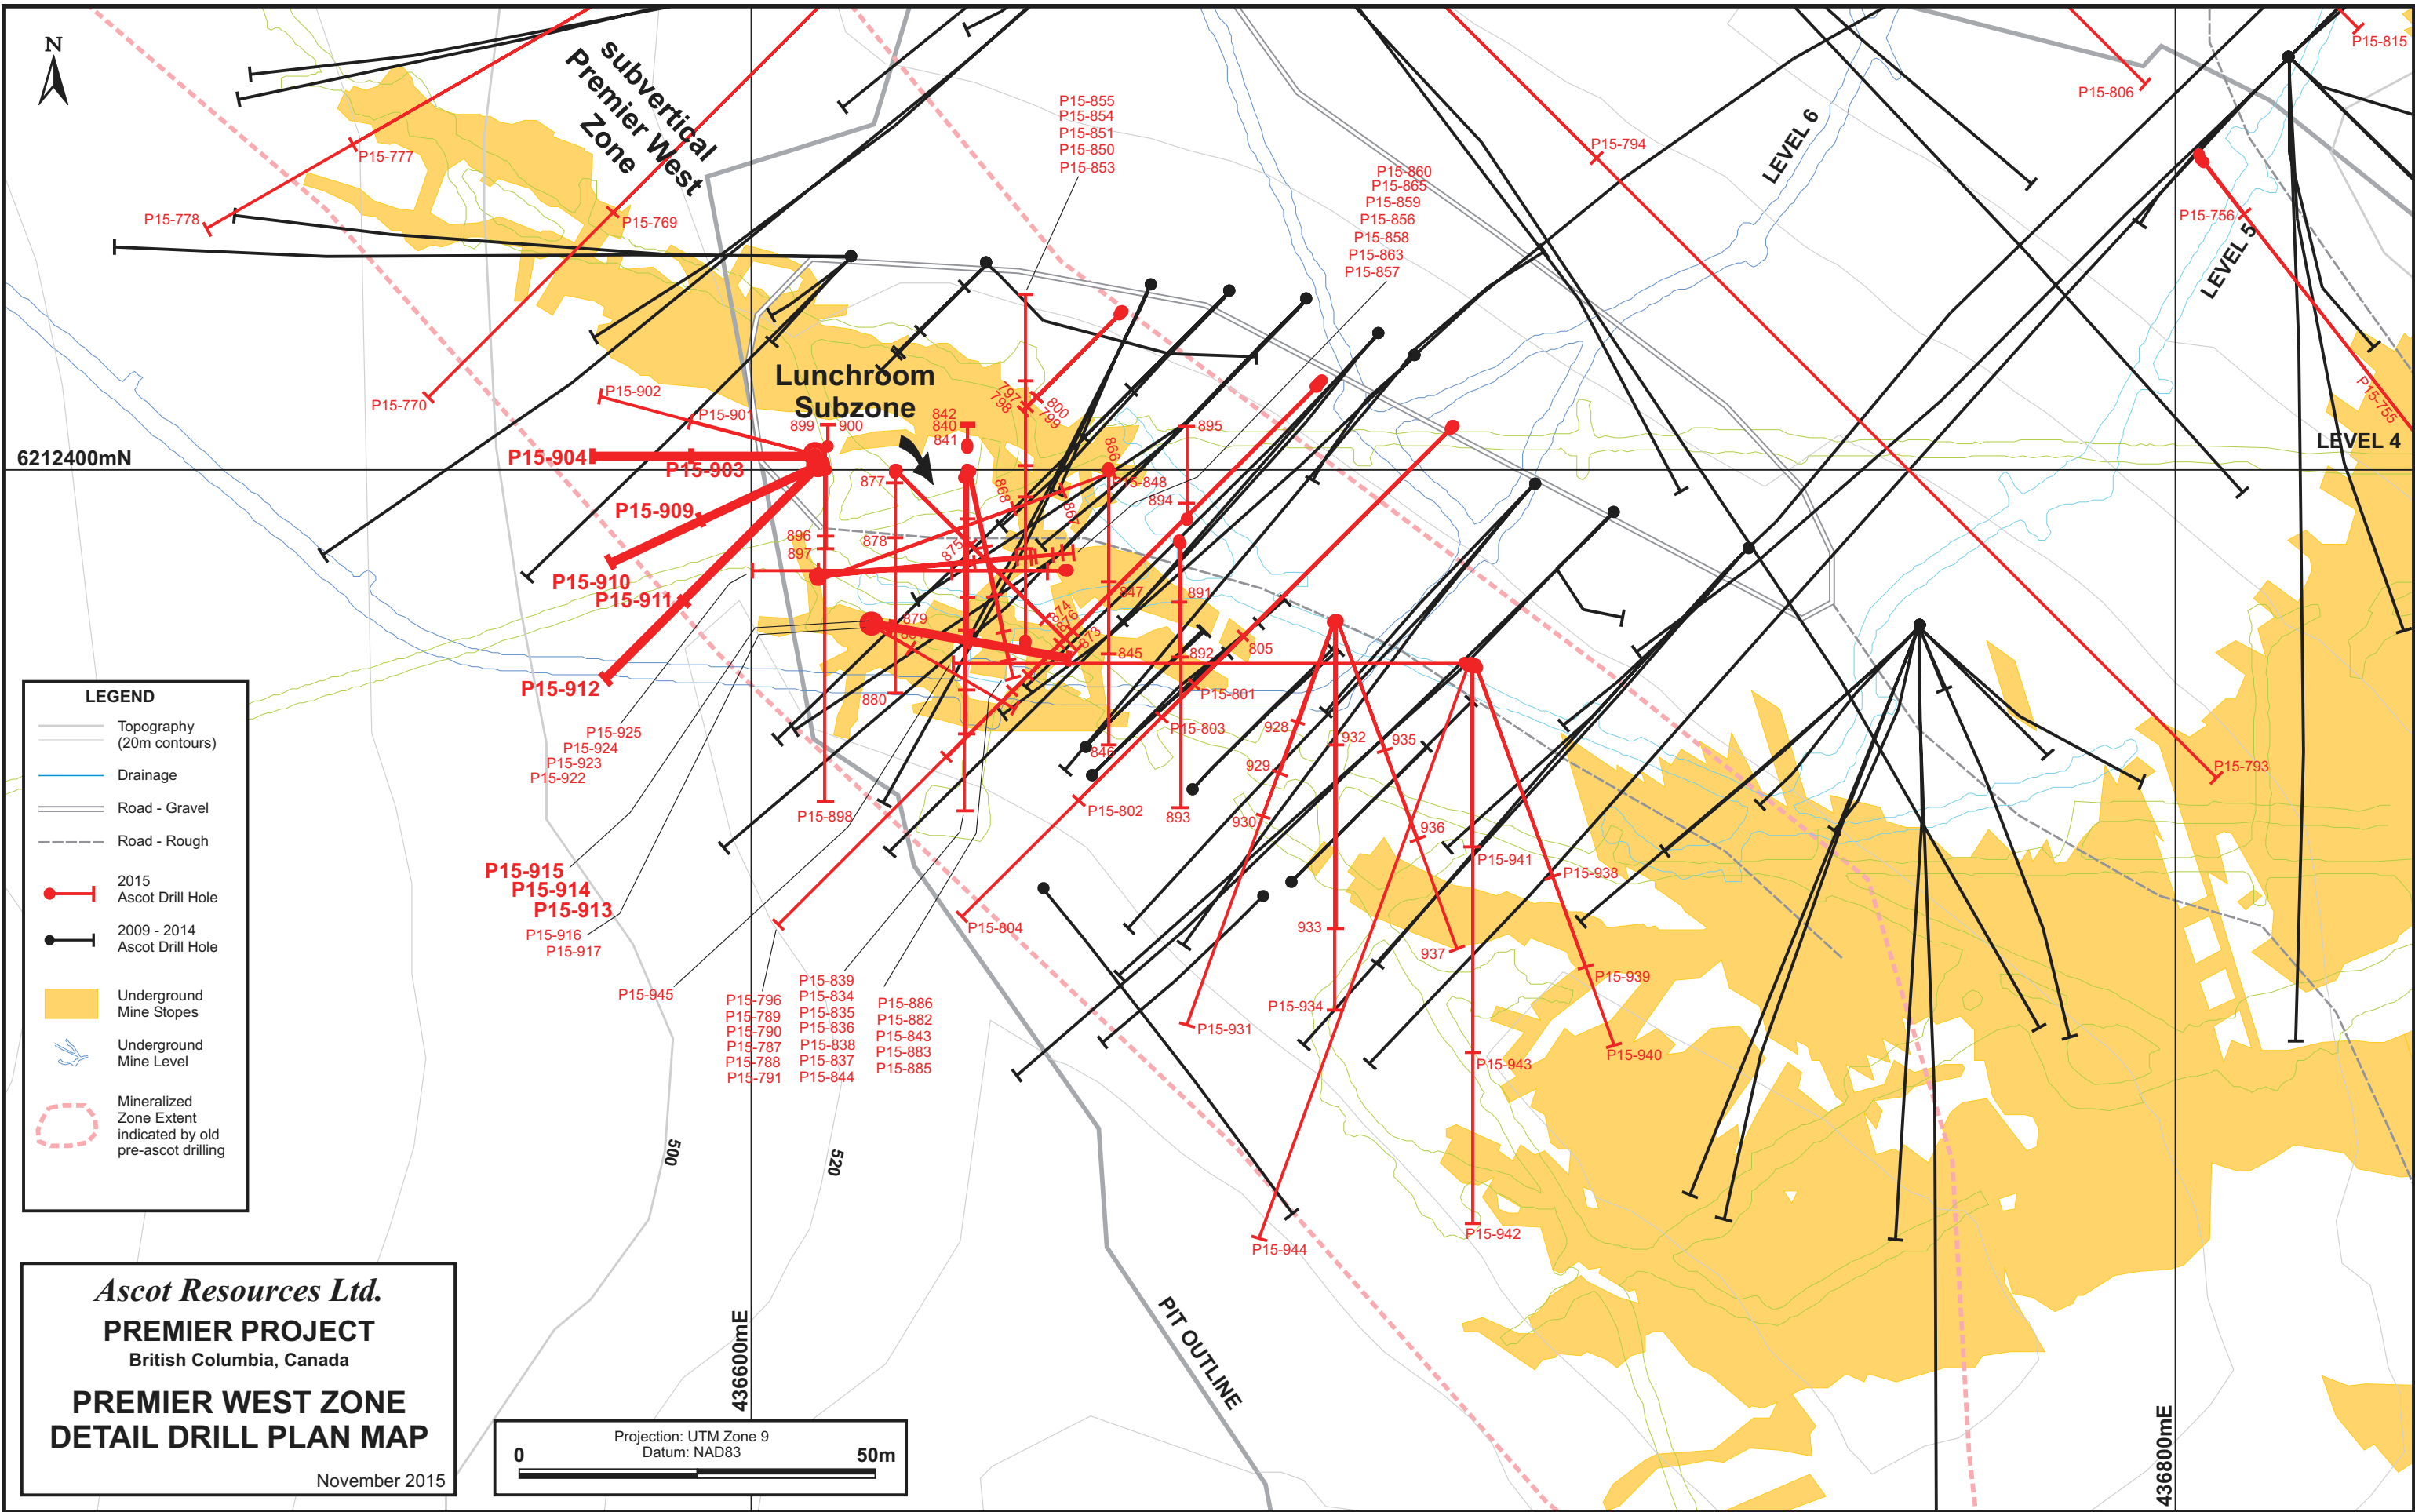 N
subvertical
Premier West
Zone
P15-855
P15-854
P15-851
P15-850
P15-853
P15-860
P15-865
P15-859
P15-856
P15-858
P15-863
P15-857
LEVEL 6
P15-815
P15-806
P15-794
P15-777
P15-778
P15-769
P15-756
LEVEL 5
P15-755
LEVEL 4
P15-770
P15-902
P15-901
Lunchroom
Subzone
899
900
842
840
841
797
798
800
799
895
866
6212400mN
P15-904
P15-903
877
868
867
P15-848
894
P15-909
896
897
878
875
P15-910
P15-911
847
891
879
874
876
873
845
892
805
P15-912
880
P15-801
P15-803
846
928
932
935
929
P15-793
P15-925
P15-924
P15-923
P15-922
P15-898
P15-802
893
930
936
P15-941
P15-938
P15-915
P15-914
P15-913
P15-916
P15-917
P15-804
933
937
P15-939
P15-945
P15-796
P15-789
P15-790
P15-787
P15-788
P15-791
P15-839
P15-834
P15-835
P15-836
P15-838
P15-837
P15-844
P15-886
P15-882
P15-843
P15-883
P15-885
P15-934
P15-931
P15-943
P15-940
P15-944
P15-942
500
520
PIT OUTLINE
436600mE
436800mE
LEGEND
Topography
(20m contours)
Drainage
Road - Gravel
Road - Rough
2015
Ascot Drill Hole
2009 - 2014
Ascot Drill Hole
Underground
Mine Stopes
Underground
Mine Level
Mineralized
Zone Extent
indicated by old
pre-ascot drilling
Ascot Resources Ltd.
PREMIER PROJECT
British Columbia, Canada
PREMIER WEST ZONE
DETAIL DRILL PLAN MAP
November 2015
Projection: UTM Zone 9
Datum: NAD83
0
50m